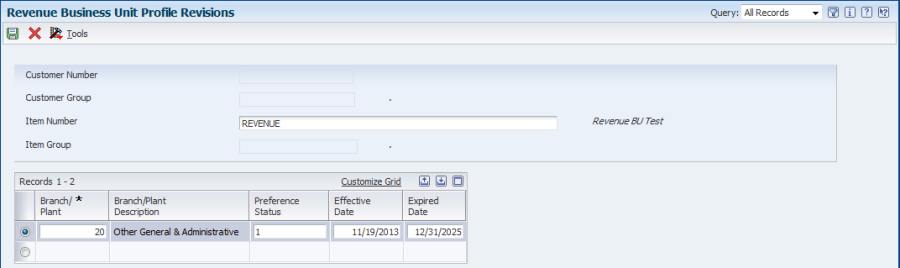 Revenue Business Unit Profile Revisions
Query: All Records
Tools
Customer Number
Customer Group -
Item Number REVENUE Revenue BU Test
Item Group -
Records 1 - 2 Customize Grid
Branch/ * Plant Branch/Plant Description Preference Status Effective Date Expired Date
20 Other General & Administrative 1 11/19/2013 12/31/2025